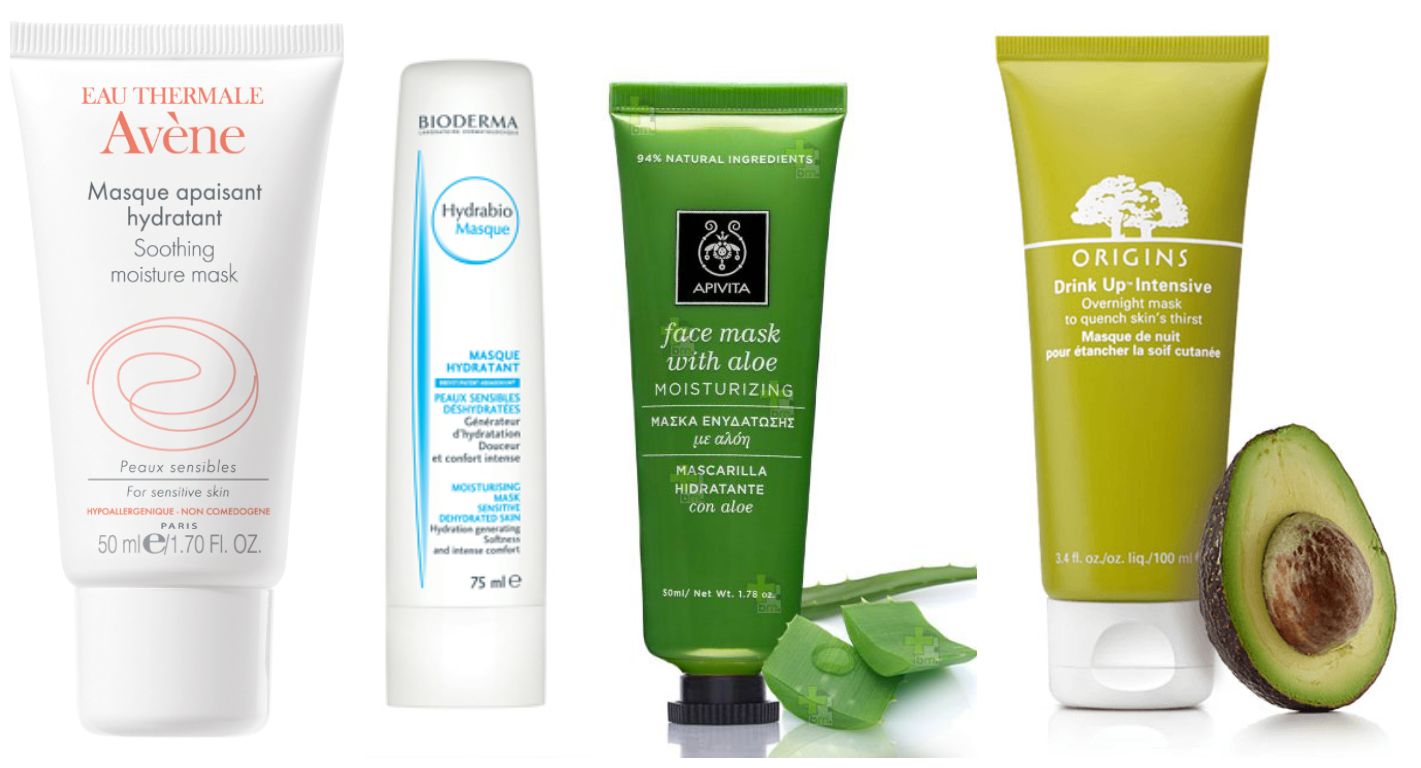 EAU THERMALE
Avène
Masque apaisant
hydratant
Soothing
moisture mask
Peaux sensibles
For sensitive skin
HYPOALLERGENIQUE - NON COMEDOGENE
PARIS
50 ml℮/1.70 Fl. OZ.
BIODERMA
LABORATOIRE DERMATOLOGIQUE
Hydrabio
Masque
MASQUE
HYDRATANT
PEAUX SENSIBLES
DÉSHYDRATÉES
Générateur
d'hydratation
Douceur
et confort intense
MOISTURISING
MASK
SENSITIVE
DEHYDRATED SKIN
Hydration generating
Softness
and intense comfort
75 ml ℮
94% NATURAL INGREDIENTS
APIVITA
face mask
with aloe
MOISTURIZING
ΜΑΣΚΑ ΕΝΥΔΑΤΩΣΗΣ
με αλόη
MASCARILLA
HIDRATANTE
con aloe
50ml/ Net Wt. 1.78 oz.
bm.
ORIGINS
Drink Up™Intensive
Overnight mask
to quench skin's thirst
Masque de nuit
pour étancher la soif cutanée
3.4 fl. oz./oz. liq./100 ml